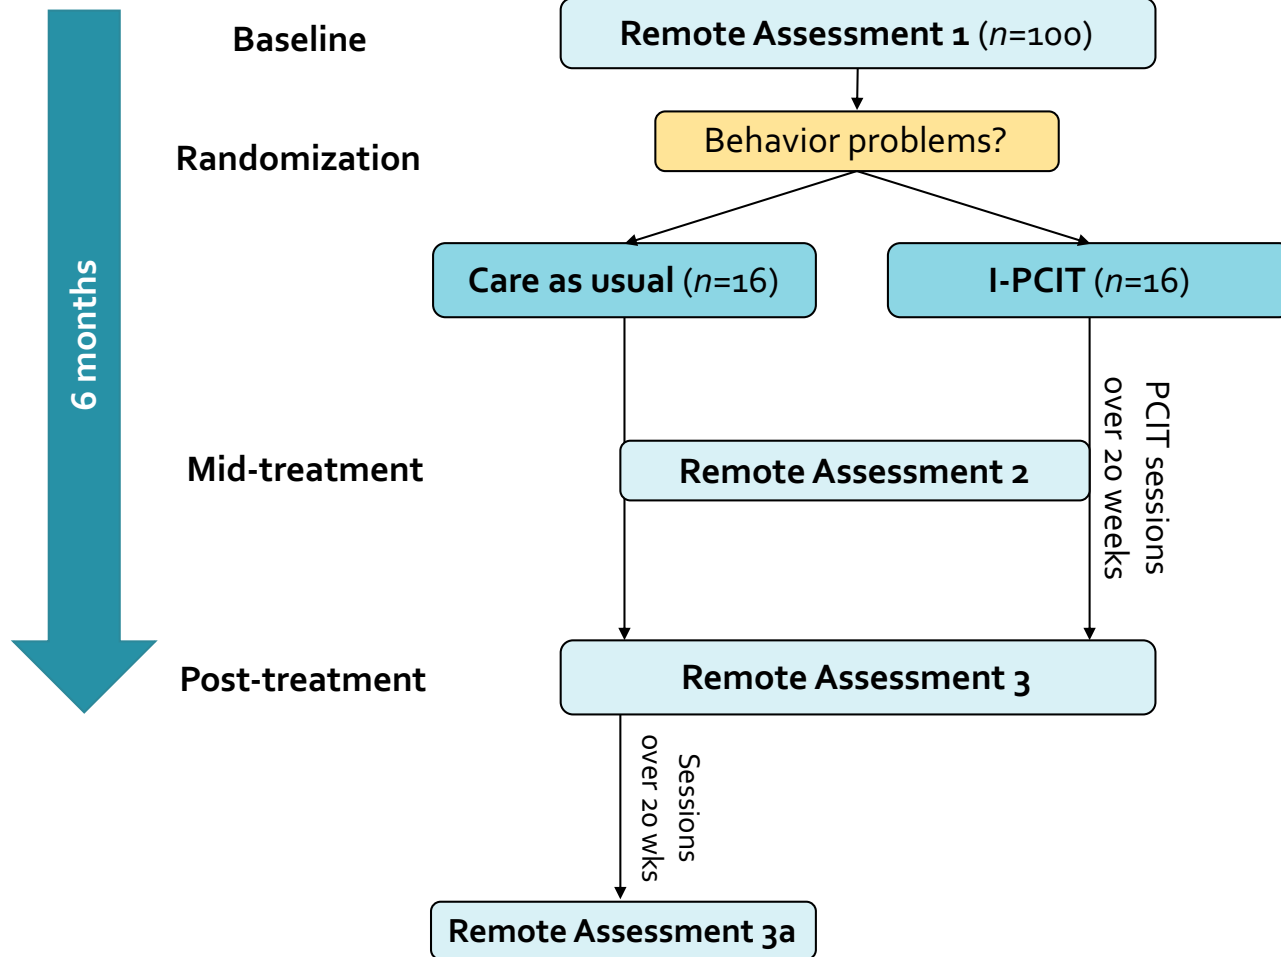 Baseline
Remote Assessment 1 (n=100)
Randomization
Behavior problems?
Care as usual (n=16)
I-PCIT (n=16)
6 months
PCIT sessions
over 20 weeks
Mid-treatment
Remote Assessment 2
Post-treatment
Remote Assessment 3
Sessions
over 20 wks
Remote Assessment 3a